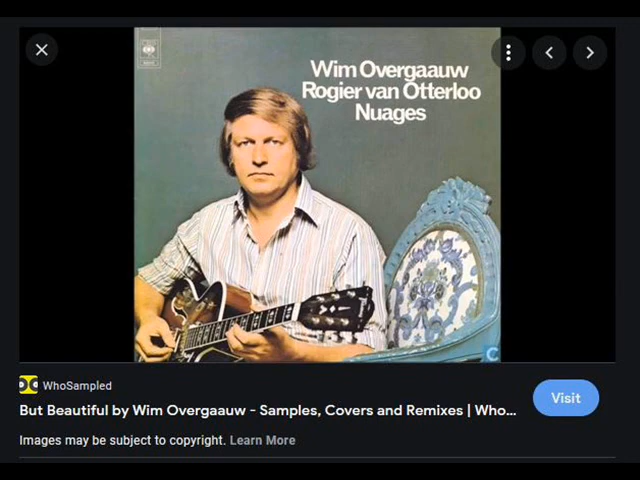 Wim Overgaauw
Rogier van Otterloo
Nuages
WhoSampled
But Beautiful by Wim Overgaauw - Samples, Covers and Remixes | Who...
Visit
Images may be subject to copyright. Learn More